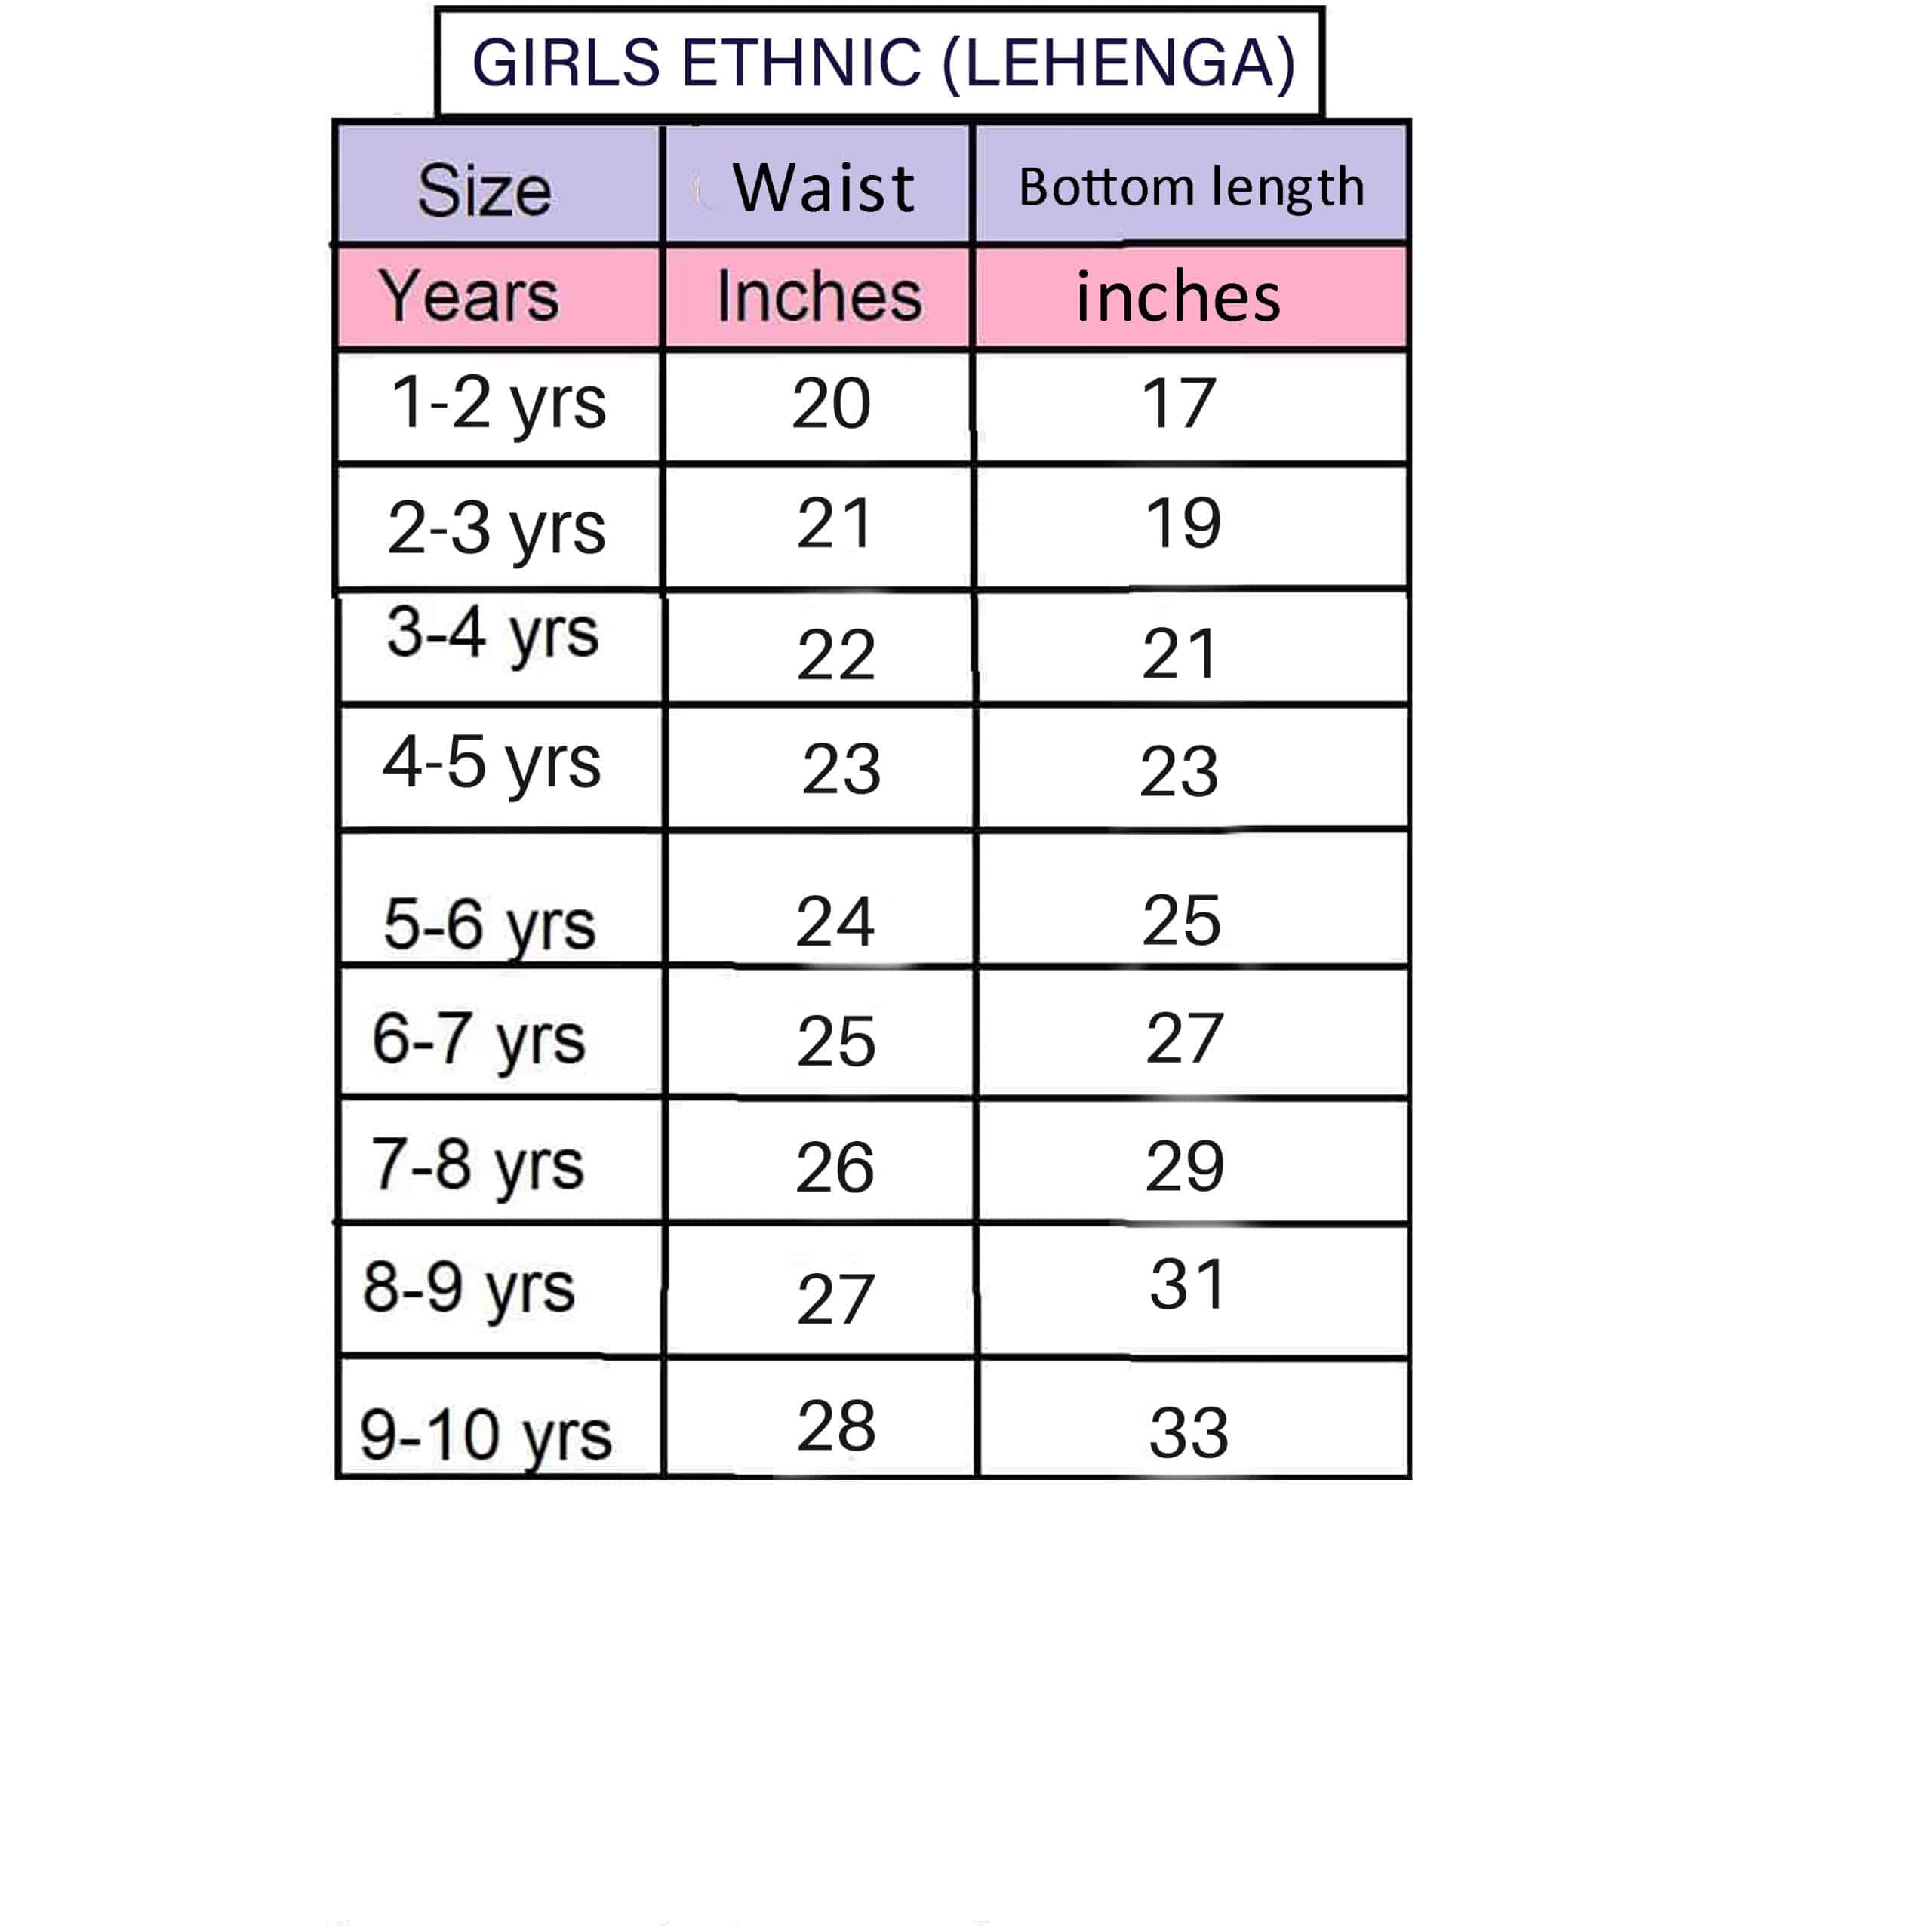 GIRLS ETHNIC (LEHENGA)
Size Waist Bottom length
Years Inches inches
1-2 yrs 20 17
2-3 yrs 21 19
3-4 yrs 22 21
4-5 yrs 23 23
5-6 yrs 24 25
6-7 yrs 25 27
7-8 yrs 26 29
8-9 yrs 27 31
9-10 yrs 28 33